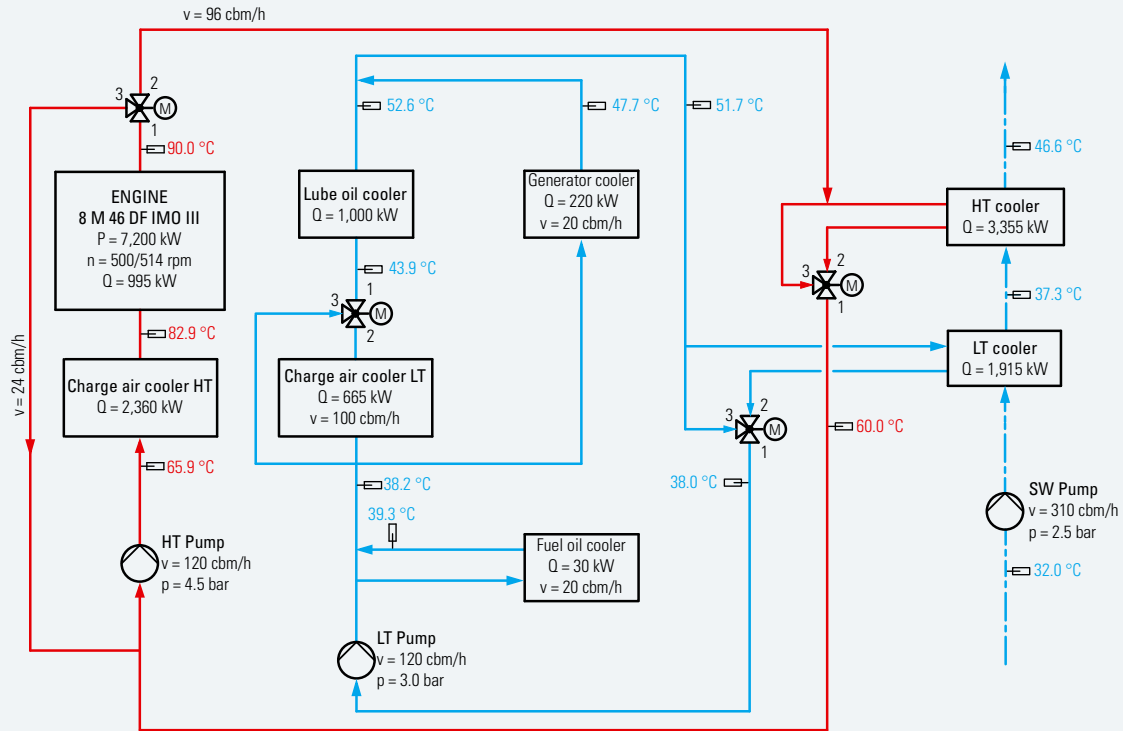 v = 96 cbm/h
3
2
M
1
90.0 °C
ENGINE
8 M 46 DF IMO III
P = 7,200 kW
n = 500/514 rpm
Q = 995 kW
82.9 °C
Charge air cooler HT
Q = 2,360 kW
v = 24 cbm/h
65.9 °C
HT Pump
v = 120 cbm/h
p = 4.5 bar
52.6 °C
47.7 °C
51.7 °C
Lube oil cooler
Q = 1,000 kW
Generator cooler
Q = 220 kW
v = 20 cbm/h
43.9 °C
3
1
M
2
Charge air cooler LT
Q = 665 kW
v = 100 cbm/h
38.2 °C
39.3 °C
Fuel oil cooler
Q = 30 kW
v = 20 cbm/h
LT Pump
v = 120 cbm/h
p = 3.0 bar
3
2
M
1
38.0 °C
3
2
M
1
60.0 °C
46.6 °C
HT cooler
Q = 3,355 kW
37.3 °C
LT cooler
Q = 1,915 kW
SW Pump
v = 310 cbm/h
p = 2.5 bar
32.0 °C